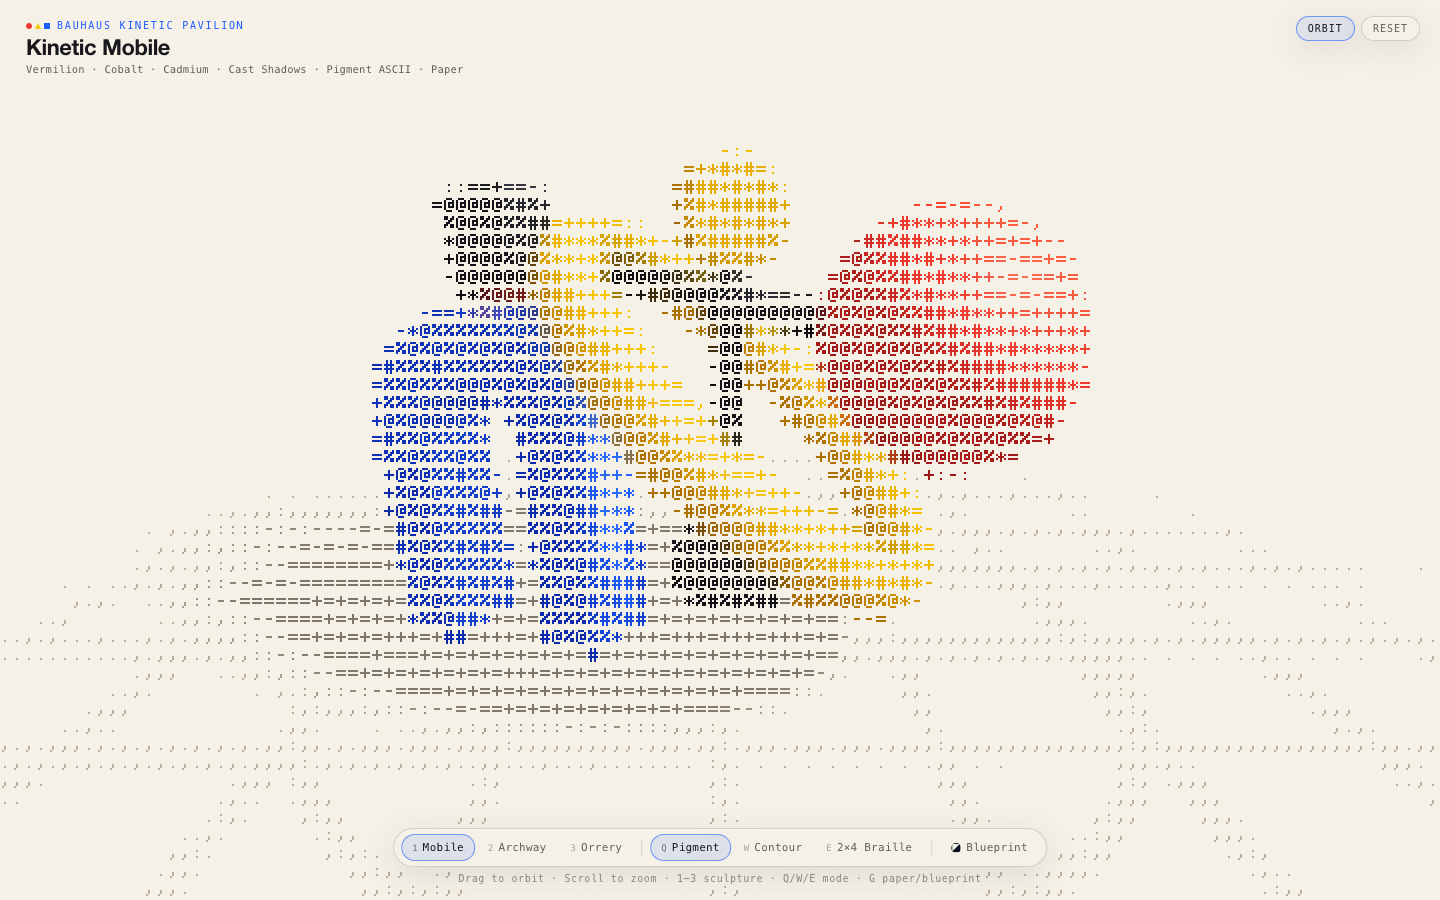 BAUHAUS KINETIC PAVILION
Kinetic Mobile
Vermilion · Cobalt · Cadmium · Cast Shadows · Pigment ASCII · Paper
ORBIT RESET
1 Mobile 2 Archway 3 Orrery Q Pigment W Contour E 2×4 Braille Blueprint
Drag to orbit · Scroll to zoom · 1–3 sculpture · Q/W/E mode · G paper/blueprint